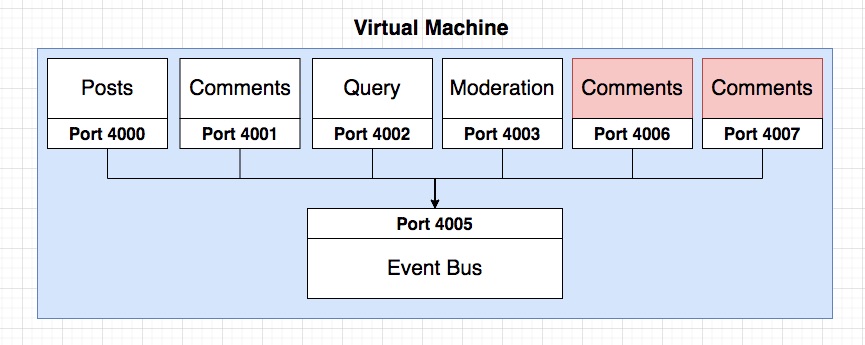 Virtual Machine
Posts
Port 4000
Comments
Port 4001
Query
Port 4002
Moderation
Port 4003
Comments
Port 4006
Comments
Port 4007
Port 4005
Event Bus